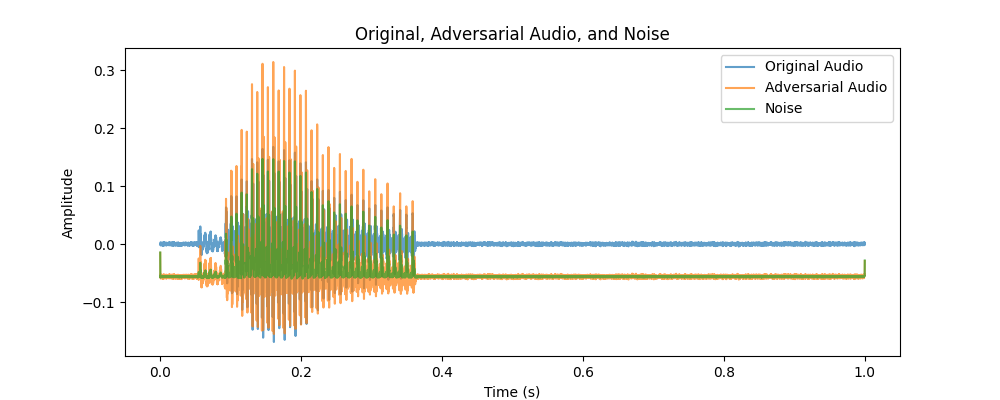 Original, Adversarial Audio, and Noise
Original Audio
Adversarial Audio
Noise
0.3
0.2
0.1
0.0
−0.1
Amplitude
0.0
0.2
0.4
0.6
0.8
1.0
Time (s)